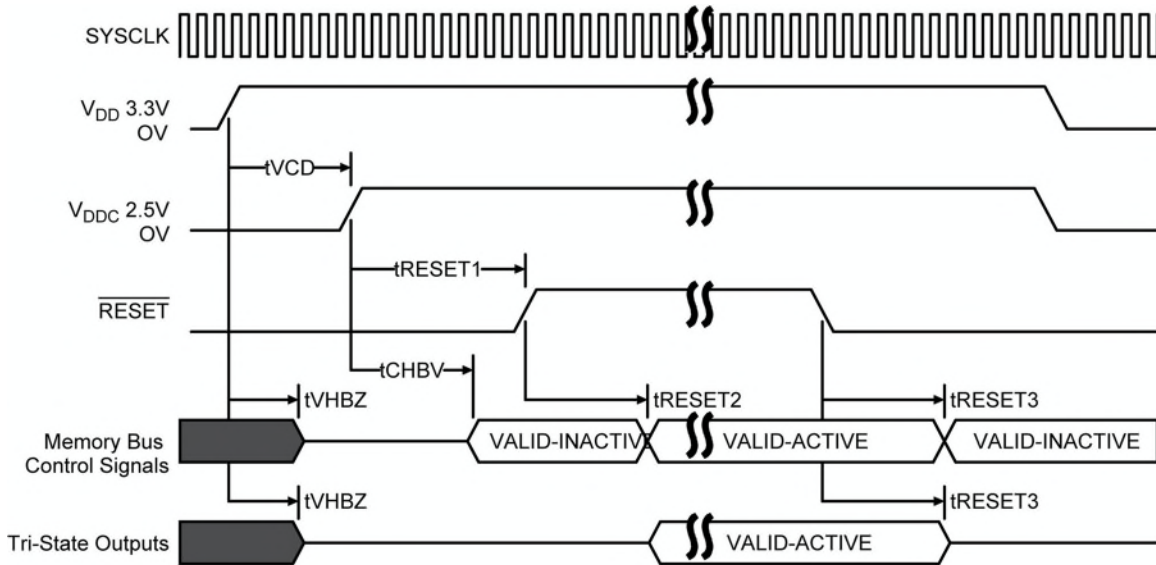 SYSCLK
VDD 3.3V
OV
tVCD
VDDC 2.5V
OV
tRESET1
RESET
tCHBV
tVHBZ
tRESET2
tRESET3
Memory Bus
Control Signals
VALID-INACTIVE
VALID-ACTIVE
VALID-INACTIVE
tVHBZ
tRESET3
Tri-State Outputs
VALID-ACTIVE